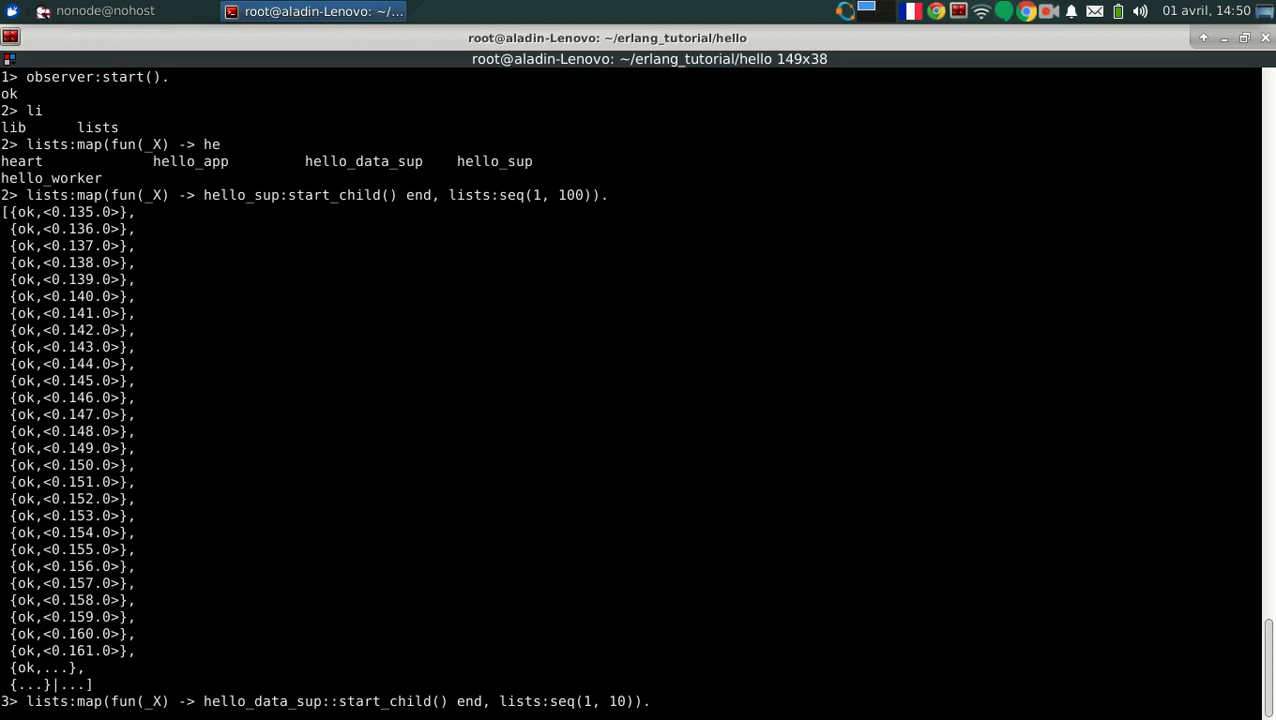 nonode@nohost
root@aladin-Lenovo: ~/...
01 avril, 14:50
root@aladin-Lenovo: ~/erlang_tutorial/hello
root@aladin-Lenovo: ~/erlang_tutorial/hello 149x38
1> observer:start().
ok
2> li
lib      lists
2> lists:map(fun(_X) -> he
heart             hello_app         hello_data_sup    hello_sup
hello_worker
2> lists:map(fun(_X) -> hello_sup:start_child() end, lists:seq(1, 100)).
[{ok,<0.135.0>},
 {ok,<0.136.0>},
 {ok,<0.137.0>},
 {ok,<0.138.0>},
 {ok,<0.139.0>},
 {ok,<0.140.0>},
 {ok,<0.141.0>},
 {ok,<0.142.0>},
 {ok,<0.143.0>},
 {ok,<0.144.0>},
 {ok,<0.145.0>},
 {ok,<0.146.0>},
 {ok,<0.147.0>},
 {ok,<0.148.0>},
 {ok,<0.149.0>},
 {ok,<0.150.0>},
 {ok,<0.151.0>},
 {ok,<0.152.0>},
 {ok,<0.153.0>},
 {ok,<0.154.0>},
 {ok,<0.155.0>},
 {ok,<0.156.0>},
 {ok,<0.157.0>},
 {ok,<0.158.0>},
 {ok,<0.159.0>},
 {ok,<0.160.0>},
 {ok,<0.161.0>},
 {ok,...},
 {...}|...]
3> lists:map(fun(_X) -> hello_data_sup::start_child() end, lists:seq(1, 10)).